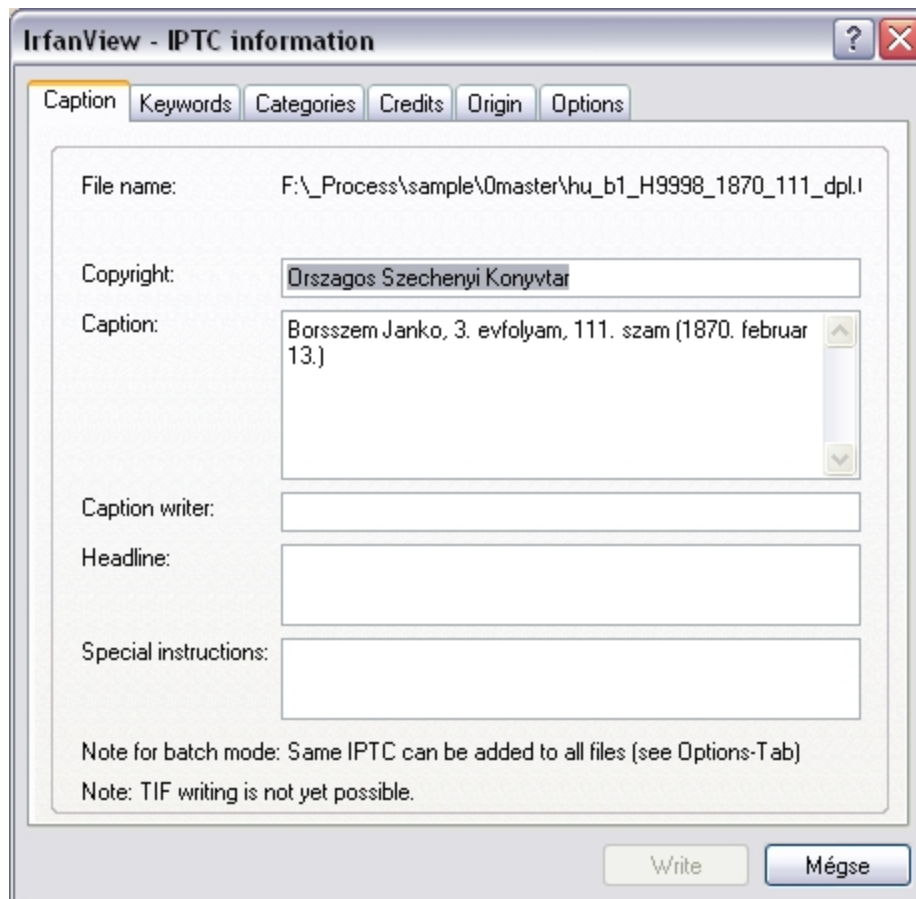 IrfanView - IPTC information
Caption Keywords Categories Credits Origin Options
File name: F:\_Process\sample\0master\hu_b1_H9998_1870_111_dpl.
Copyright: Orszagos Szechenyi Konyvtar
Caption: Borsszem Janko, 3. evfolyam, 111. szam (1870. februar
13.)
Caption writer:
Headline:
Special instructions:
Note for batch mode: Same IPTC can be added to all files (see Options-Tab)
Note: TIF writing is not yet possible.
Write Mégse